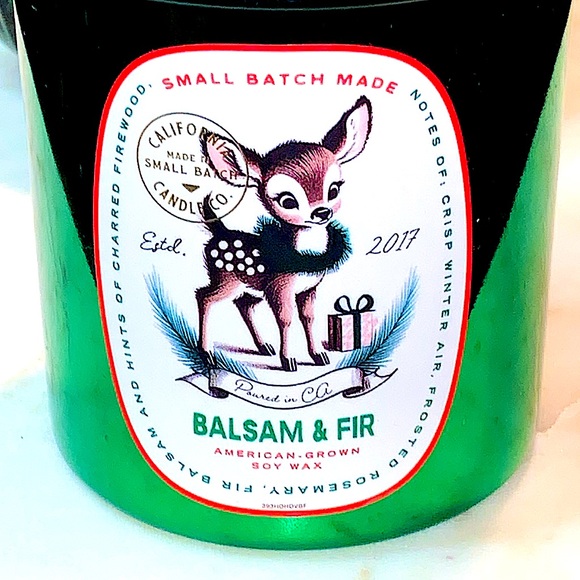 SMALL BATCH MADE
NOTES OF: CRISP WINTER AIR, FROSTED ROSEMARY, FIR BALSAM AND HINTS OF CHARRED FIREWOOD.
CALIFORNIA
MADE IN
SMALL BATCH
CANDLE CO.
Estd. 2017
Poured in CA
BALSAM & FIR
AMERICAN-GROWN
SOY WAX